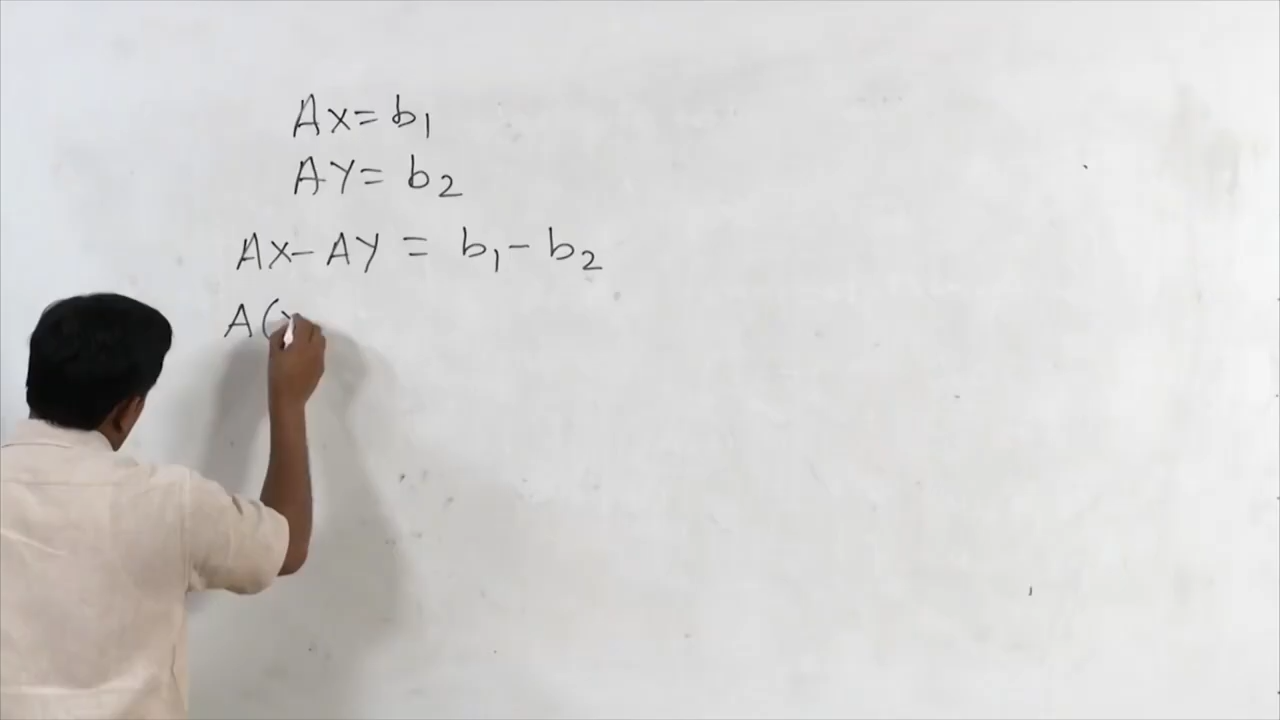 Ax = b₁
Ay = b₂
Ax - Ay = b₁ - b₂
A(x